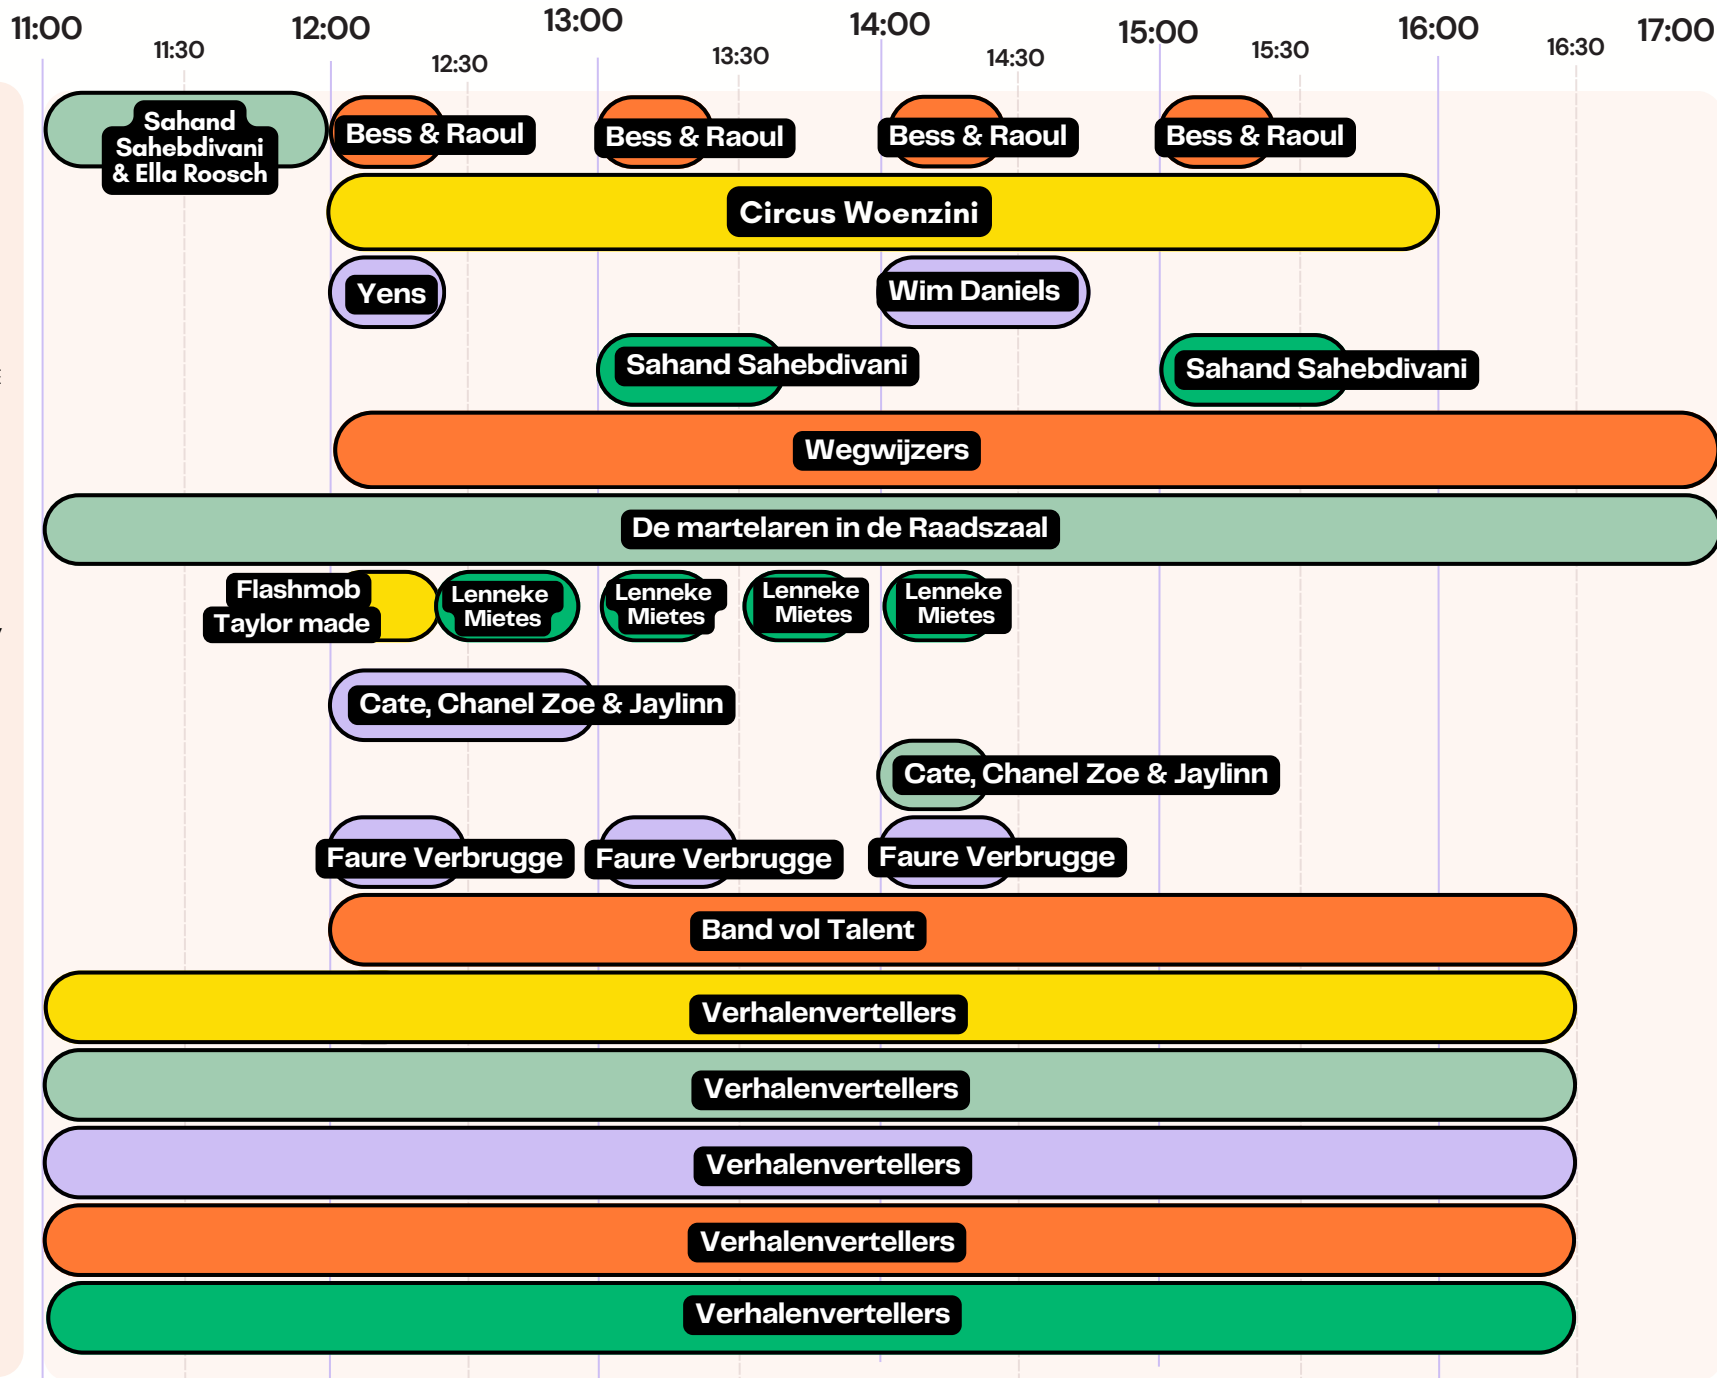 11:00
11:30
12:00
12:30
13:00
13:30
14:00
14:30
15:00
15:30
16:00
16:30
17:00
Sahand
Sahebdivani
& Ella Roosch
Bess & Raoul
Bess & Raoul
Bess & Raoul
Bess & Raoul
Circus Woenzini
Yens
Wim Daniels
Sahand Sahebdivani
Sahand Sahebdivani
Wegwijzers
De martelaren in de Raadszaal
Flashmob
Taylor made
Lenneke
Mietes
Lenneke
Mietes
Lenneke
Mietes
Lenneke
Mietes
Cate, Chanel Zoe & Jaylinn
Cate, Chanel Zoe & Jaylinn
Faure Verbrugge
Faure Verbrugge
Faure Verbrugge
Band vol Talent
Verhalenvertellers
Verhalenvertellers
Verhalenvertellers
Verhalenvertellers
Verhalenvertellers